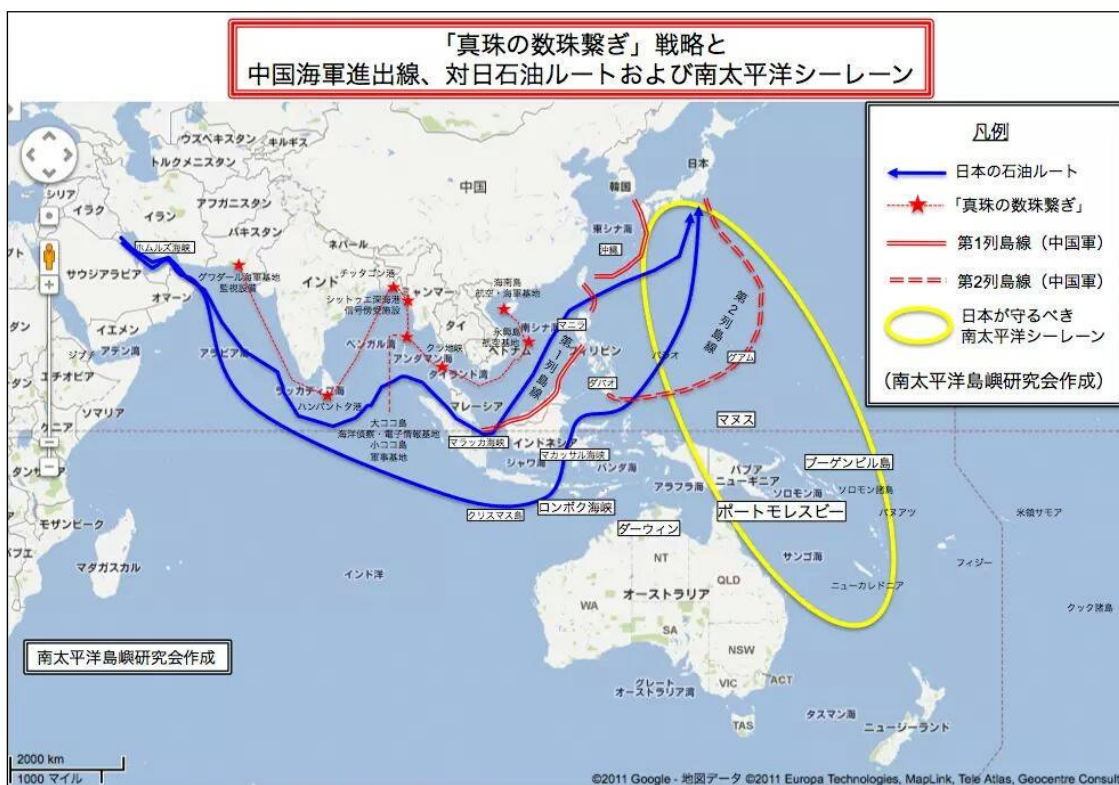 「真珠の数珠繋ぎ」戦略と
中国海軍進出線、対日石油ルートおよび南太平洋シーレーン
凡例
日本の石油ルート
「真珠の数珠繋ぎ」
第1列島線（中国軍）
第2列島線（中国軍）
日本が守るべき
南太平洋シーレーン
（南太平洋島嶼研究会作成）
ウズベキスタン
キルギス
トルクメニスタン
シリア
イラク
イラン
アフガニスタン
パキスタン
中国
韓国
日本
東シナ海
沖縄
ホムルズ海峡
ネパール
サウジアラビア
オマーン
ゲワダール海軍基地
監視設備
インド
チッタゴン港
シットゥエ深海港
信号傍受施設
ミャンマー
海南島
航空・海軍基地
永興島
航空基地
南シナ海
タイ
ベトナム
マニラ
フィリピン
第1列島線
第2列島線
イエメン
アデン湾
ジブチ
エチオピア
アラビア海
ベンガル湾
アンダマン海
クラ地峡
タイランド湾
パラオ
グアム
ダバオ
ソマリア
ケニア
ラッカディブ海
ハンバントタ港
マレーシア
大ココ島
海洋偵察・電子情報基地
小ココ島
軍事基地
マラッカ海峡
インドネシア
マカッサル海峡
ジャワ海
バンダ海
マヌス
ブーゲンビル島
パプア
ニューギニア
アラフラ海
ソロモン海
ソロモン諸島
クリスマス島
ロンボク海峡
ポートモレスビー
ダーウィン
バヌアツ
米領サモア
モザンビーク
マダガスカル
インド洋
サンゴ海
フィジー
ニューカレドニア
クック諸島
NT
QLD
オーストラリア
WA
SA
NSW
ACT
VIC
TAS
グレート
オーストラリア湾
タスマン海
ニュージーランド
南太平洋島嶼研究会作成
2000 km
1000 マイル
©2011 Google - 地図データ ©2011 Europa Technologies, MapLink, Tele Atlas, Geocentre Consult